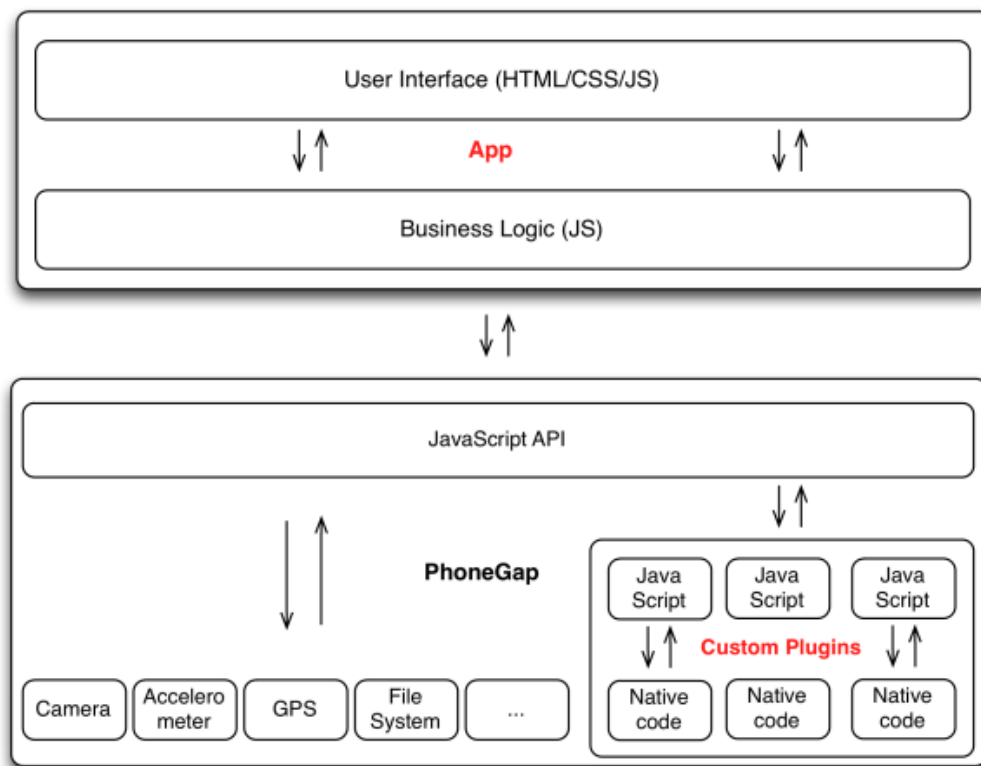 User Interface (HTML/CSS/JS)
App
Business Logic (JS)
JavaScript API
PhoneGap
Java
Script
Java
Script
Java
Script
Custom Plugins
Camera
Accelero
meter
GPS
File
System
...
Native
code
Native
code
Native
code